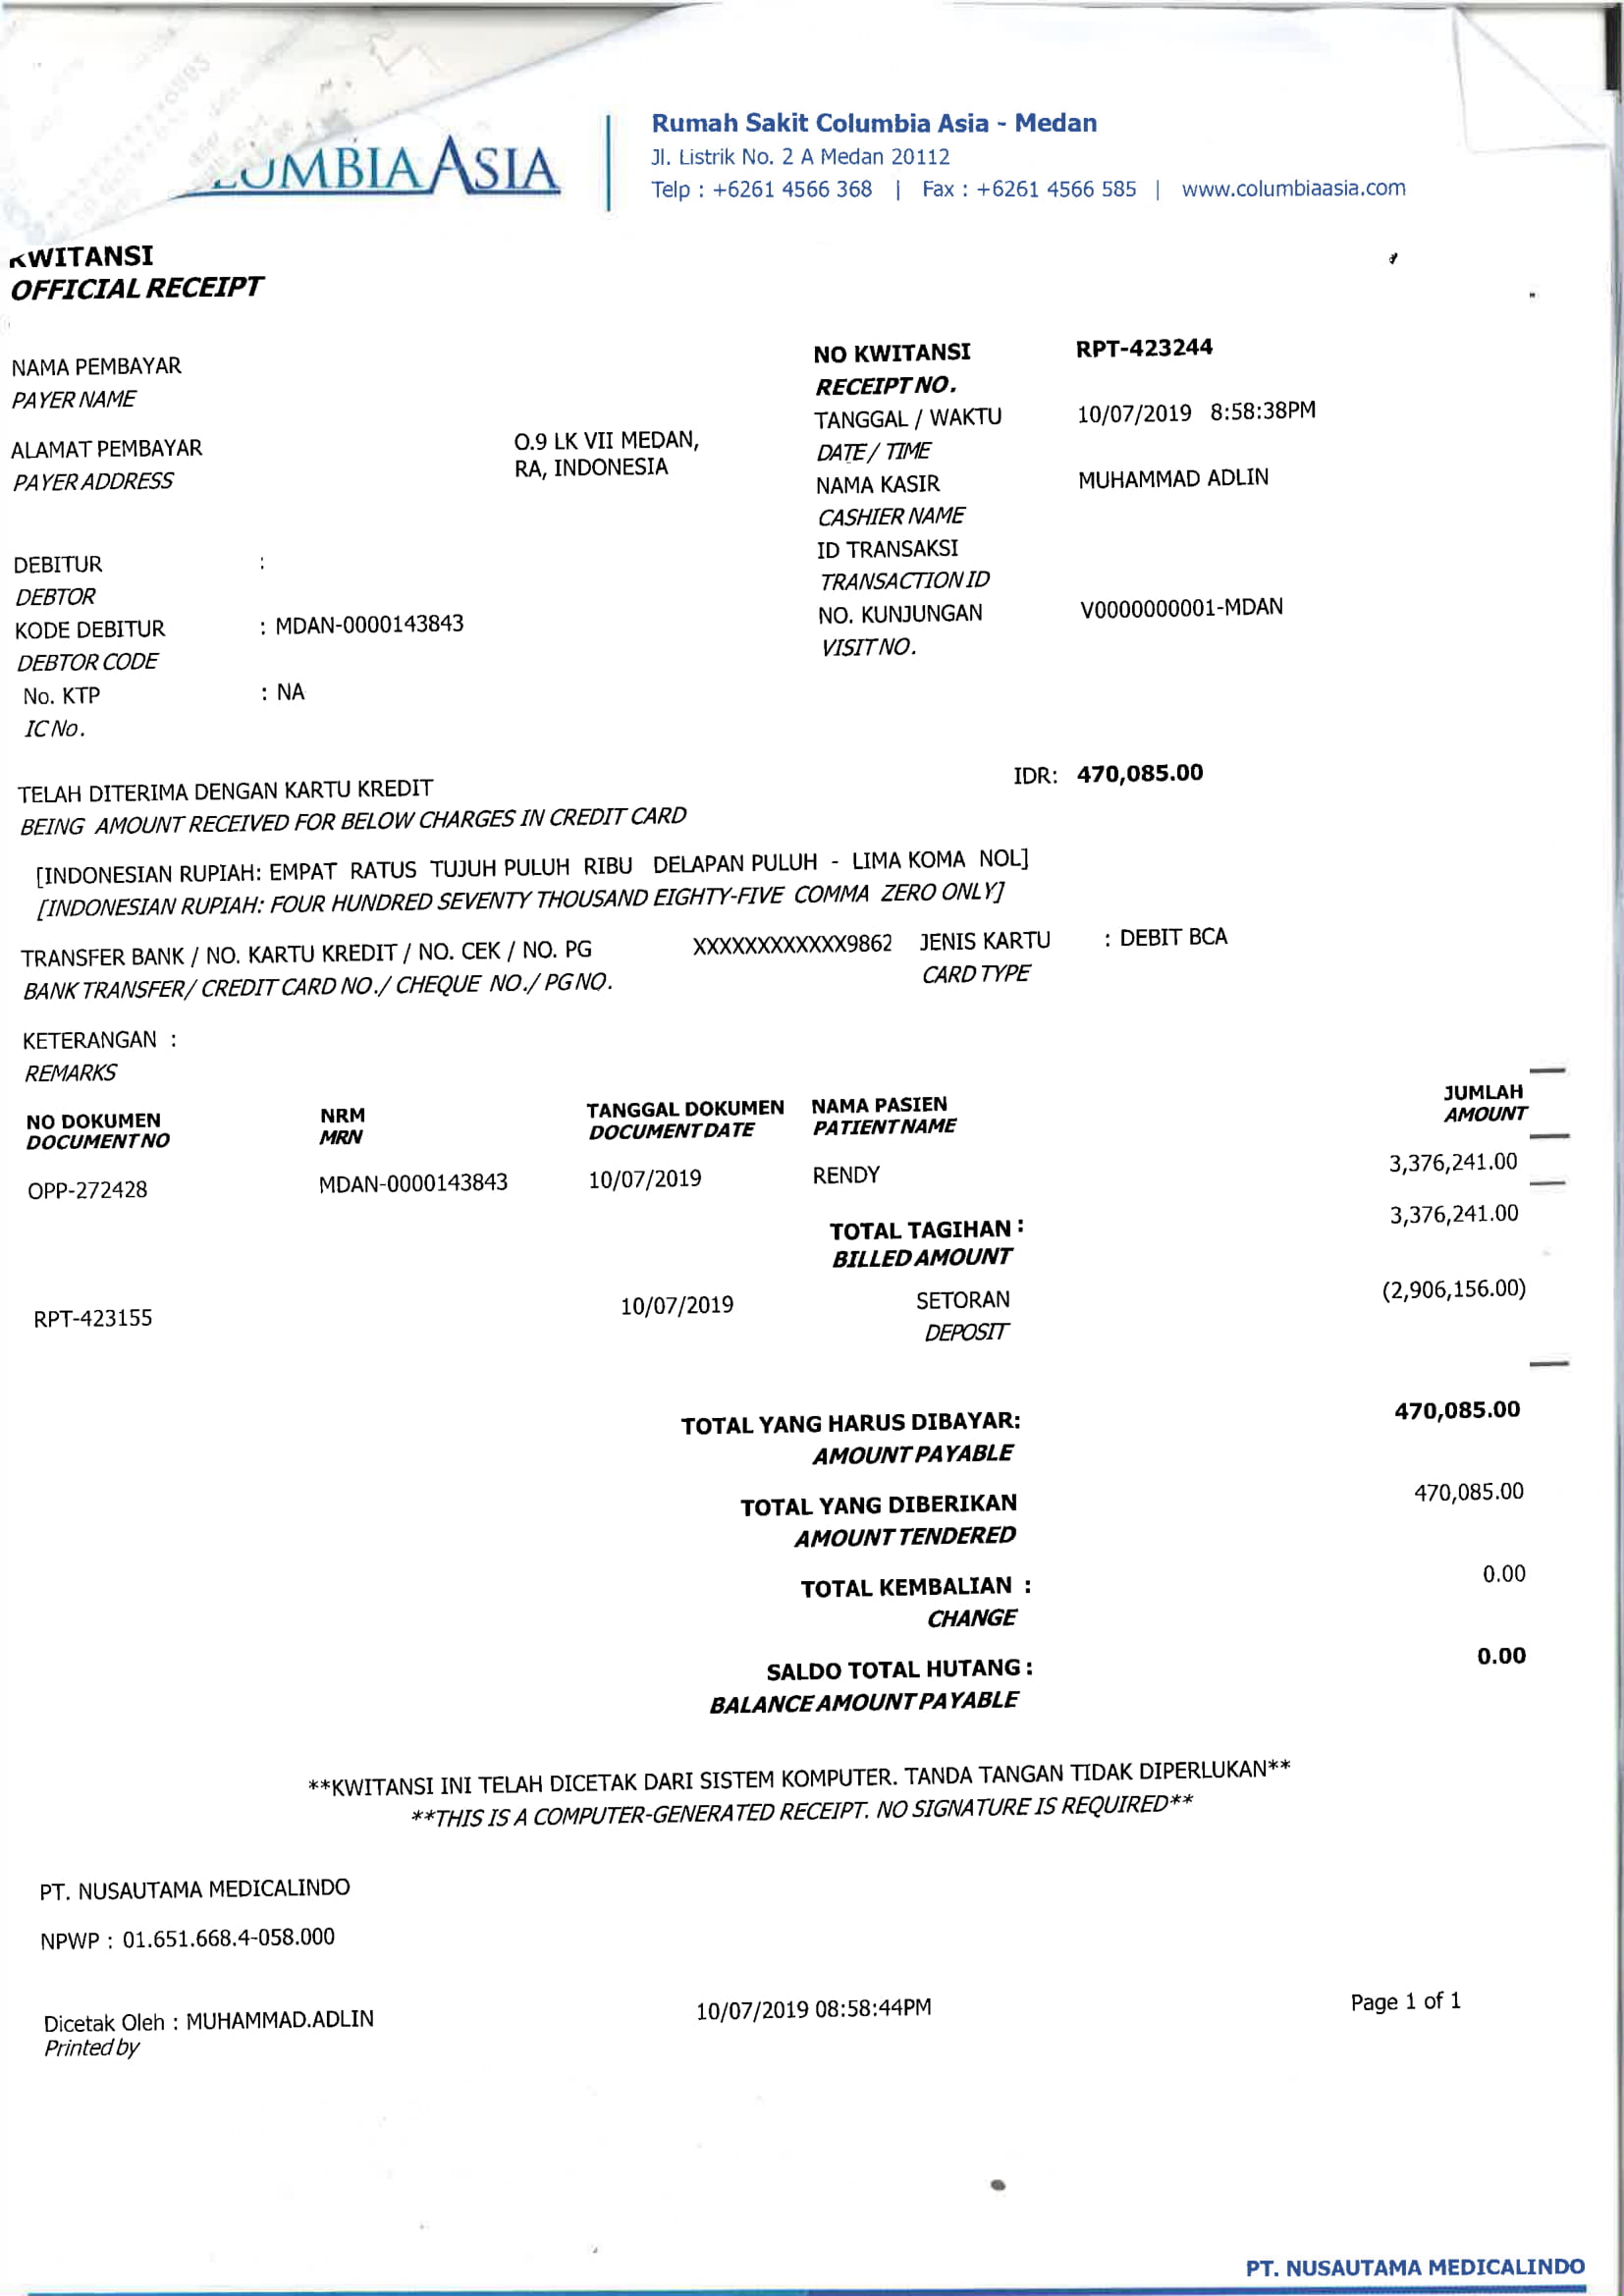 UMBIA ASIA
Rumah Sakit Columbia Asia - Medan
Jl. Listrik No. 2 A Medan 20112
Telp : +6261 4566 368 | Fax : +6261 4566 585 | www.columbiaasia.com
KWITANSI
OFFICIAL RECEIPT
NAMA PEMBAYAR
PAYER NAME
ALAMAT PEMBAYAR O.9 LK VII MEDAN,
PAYER ADDRESS RA, INDONESIA
NO KWITANSI RPT-423244
RECEIPT NO.
TANGGAL / WAKTU 10/07/2019 8:58:38PM
DATE / TIME
NAMA KASIR MUHAMMAD ADLIN
CASHIER NAME
ID TRANSAKSI
TRANSACTION ID
NO. KUNJUNGAN V0000000001-MDAN
VISIT NO.
DEBITUR :
DEBTOR
KODE DEBITUR : MDAN-0000143843
DEBTOR CODE
No. KTP : NA
IC No.
TELAH DITERIMA DENGAN KARTU KREDIT IDR: 470,085.00
BEING AMOUNT RECEIVED FOR BELOW CHARGES IN CREDIT CARD
[INDONESIAN RUPIAH: EMPAT RATUS TUJUH PULUH RIBU DELAPAN PULUH - LIMA KOMA NOL]
[INDONESIAN RUPIAH: FOUR HUNDRED SEVENTY THOUSAND EIGHTY-FIVE COMMA ZERO ONLY]
TRANSFER BANK / NO. KARTU KREDIT / NO. CEK / NO. PG XXXXXXXXXXXX9862 JENIS KARTU : DEBIT BCA
BANK TRANSFER/ CREDIT CARD NO./ CHEQUE NO./ PG NO. CARD TYPE
KETERANGAN :
REMARKS
NO DOKUMEN NRM TANGGAL DOKUMEN NAMA PASIEN JUMLAH
DOCUMENT NO MRN DOCUMENT DATE PATIENT NAME AMOUNT
OPP-272428 MDAN-0000143843 10/07/2019 RENDY 3,376,241.00
TOTAL TAGIHAN : 3,376,241.00
BILLED AMOUNT
RPT-423155 10/07/2019 SETORAN (2,906,156.00)
DEPOSIT
TOTAL YANG HARUS DIBAYAR: 470,085.00
AMOUNT PAYABLE
TOTAL YANG DIBERIKAN 470,085.00
AMOUNT TENDERED
TOTAL KEMBALIAN : 0.00
CHANGE
SALDO TOTAL HUTANG : 0.00
BALANCE AMOUNT PAYABLE
**KWITANSI INI TELAH DICETAK DARI SISTEM KOMPUTER. TANDA TANGAN TIDAK DIPERLUKAN**
**THIS IS A COMPUTER-GENERATED RECEIPT. NO SIGNATURE IS REQUIRED**
PT. NUSAUTAMA MEDICALINDO
NPWP : 01.651.668.4-058.000
Dicetak Oleh : MUHAMMAD.ADLIN 10/07/2019 08:58:44PM Page 1 of 1
Printed by
PT. NUSAUTAMA MEDICALINDO